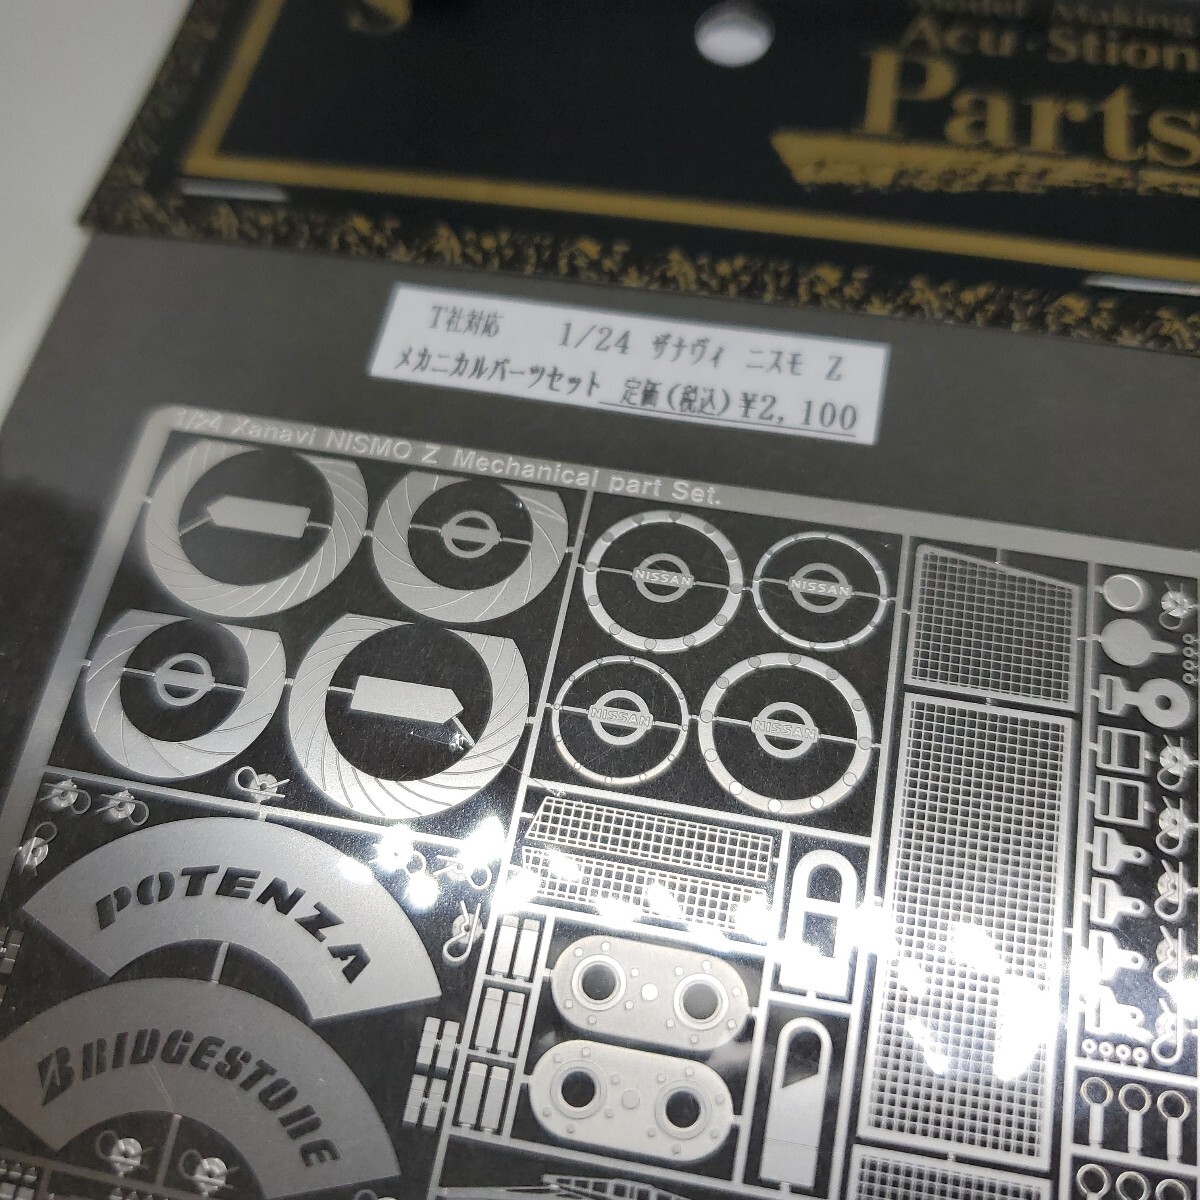 Model Making
Acu・Stion
Parts
T社対応 1/24 ザナヴィ ニスモ Z
メカニカルパーツセット 定価(税込)¥2,100
1/24 Xanavi NISMO Z Mechanical part Set.
NISSAN
NISSAN
NISSAN
NISSAN
POTENZA
BRIDGESTONE